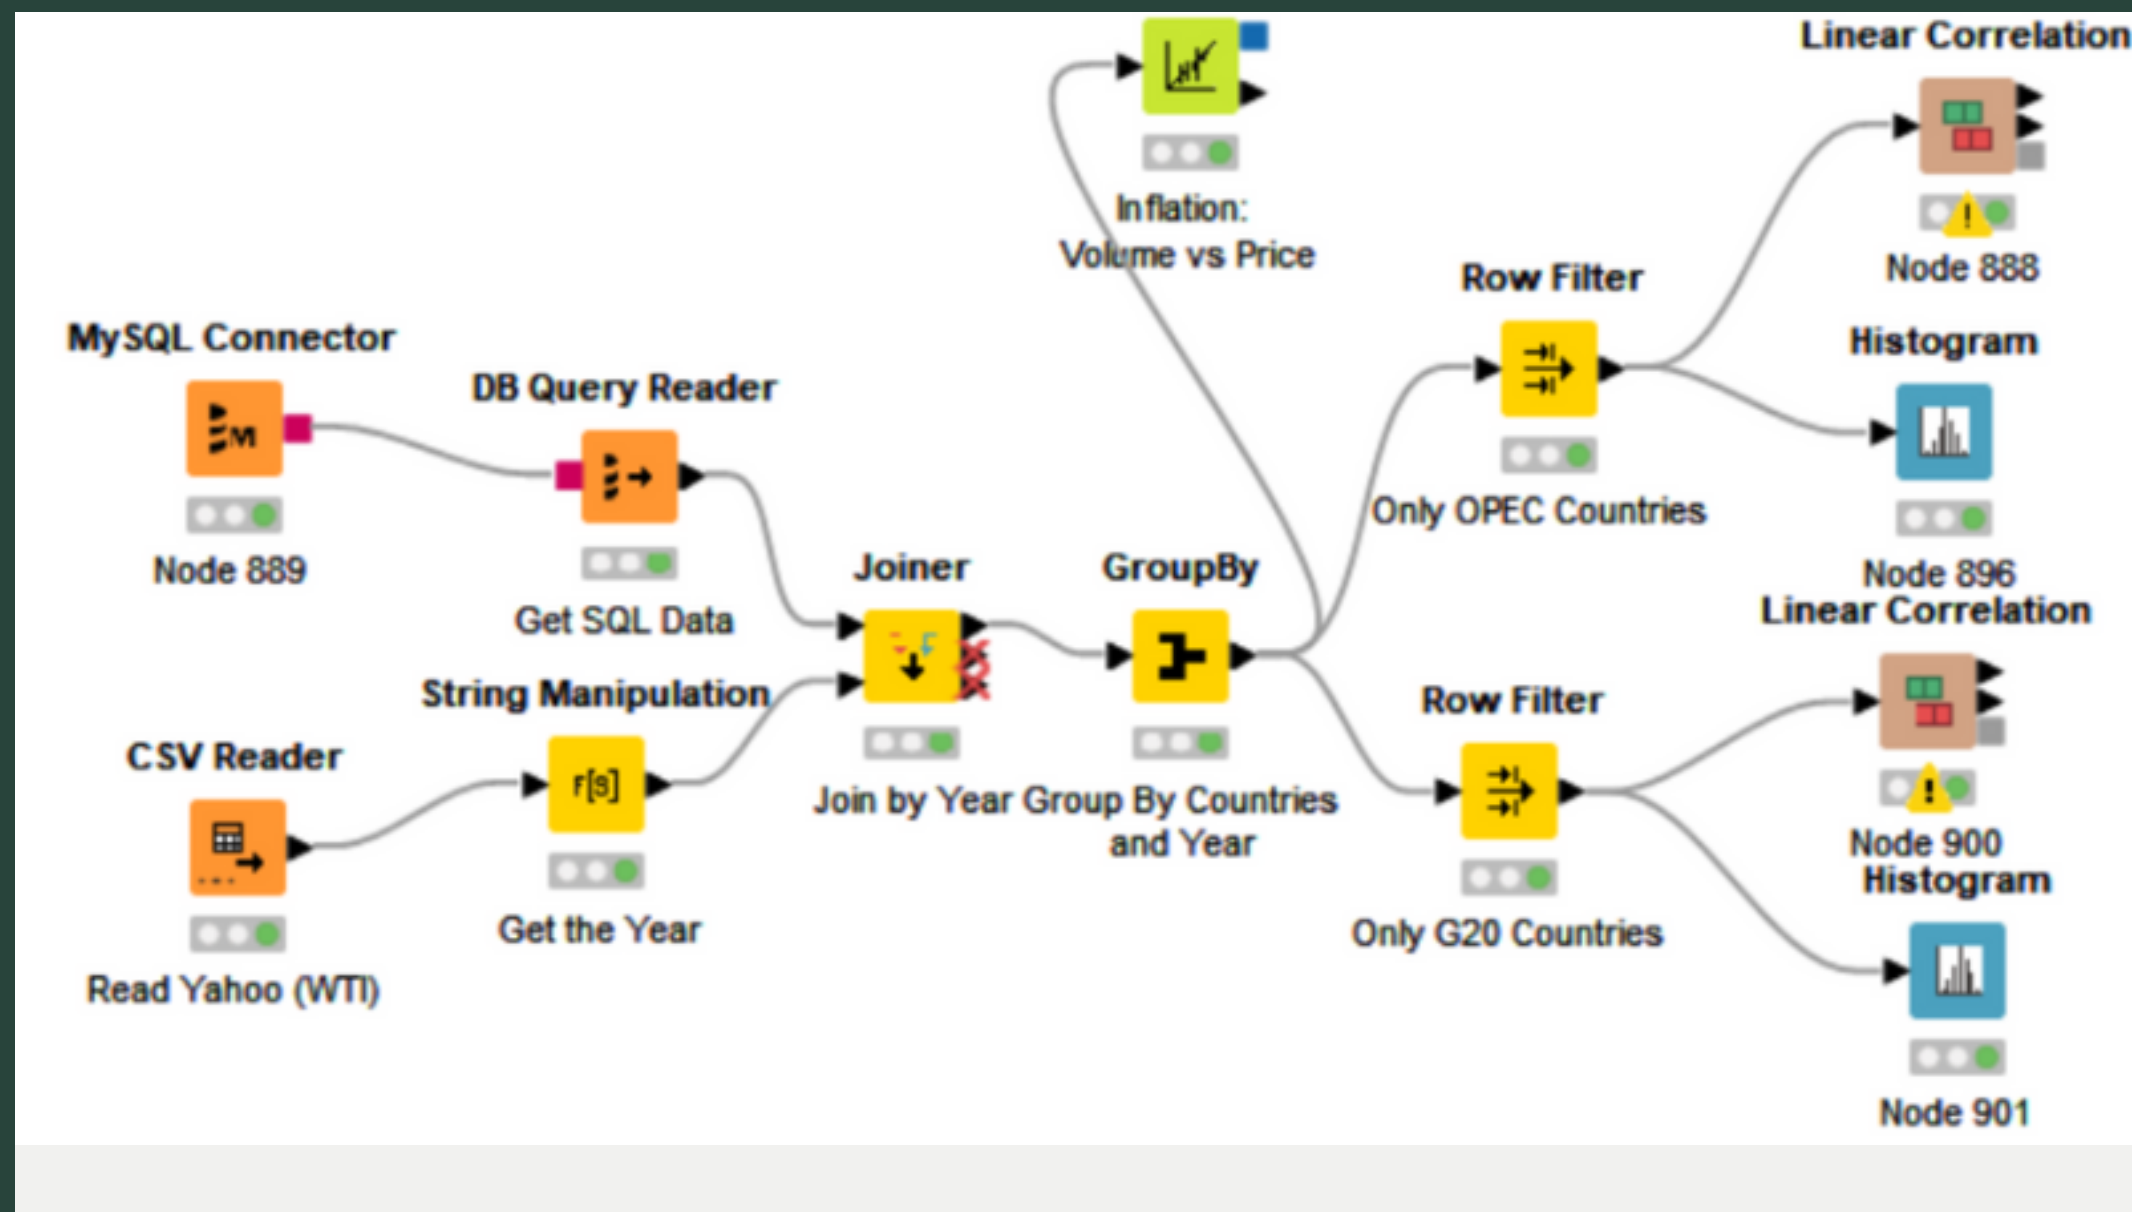 Linear Correlation
Inflation:
Volume vs Price
Node 888
Row Filter
Only OPEC Countries
Histogram
Node 896
MySQL Connector
M
Node 889
DB Query Reader
Get SQL Data
Joiner
Join by Year
GroupBy
Group By Countries
and Year
String Manipulation
F[S]
Get the Year
CSV Reader
Read Yahoo (WTI)
Linear Correlation
Node 900
Row Filter
Only G20 Countries
Histogram
Node 901